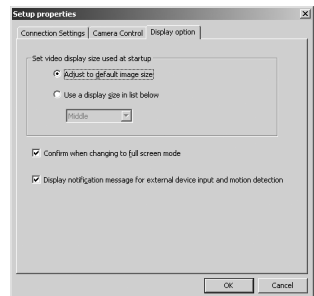 Setup properties
Connection Settings Camera Control Display option
Set video display size used at startup
Adjust to default image size
Use a display size in list below
Middle
Confirm when changing to full screen mode
Display notification message for external device input and motion detection
OK Cancel